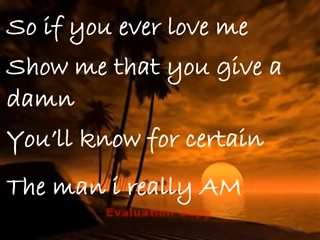 So if you ever love me
Show me that you give a
damn
You'll know for certain
The man i really AM
Evaluation